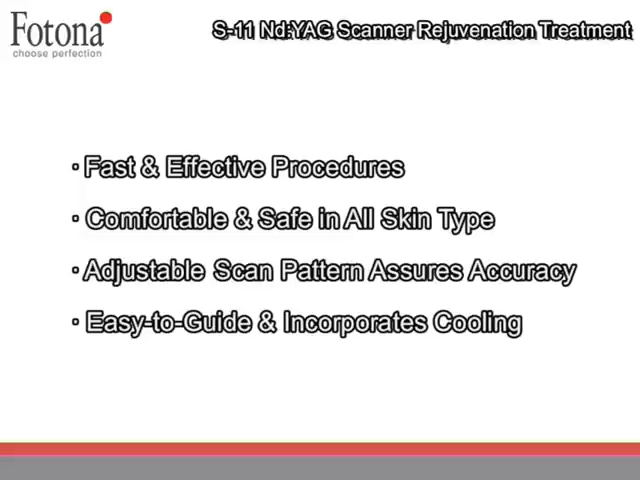 Fotona
choose perfection
S-11 Nd:YAG Scanner Rejuvenation Treatment
· Fast & Effective Procedures
· Comfortable & Safe in All Skin Type
· Adjustable Scan Pattern Assures Accuracy
· Easy-to-Guide & Incorporates Cooling